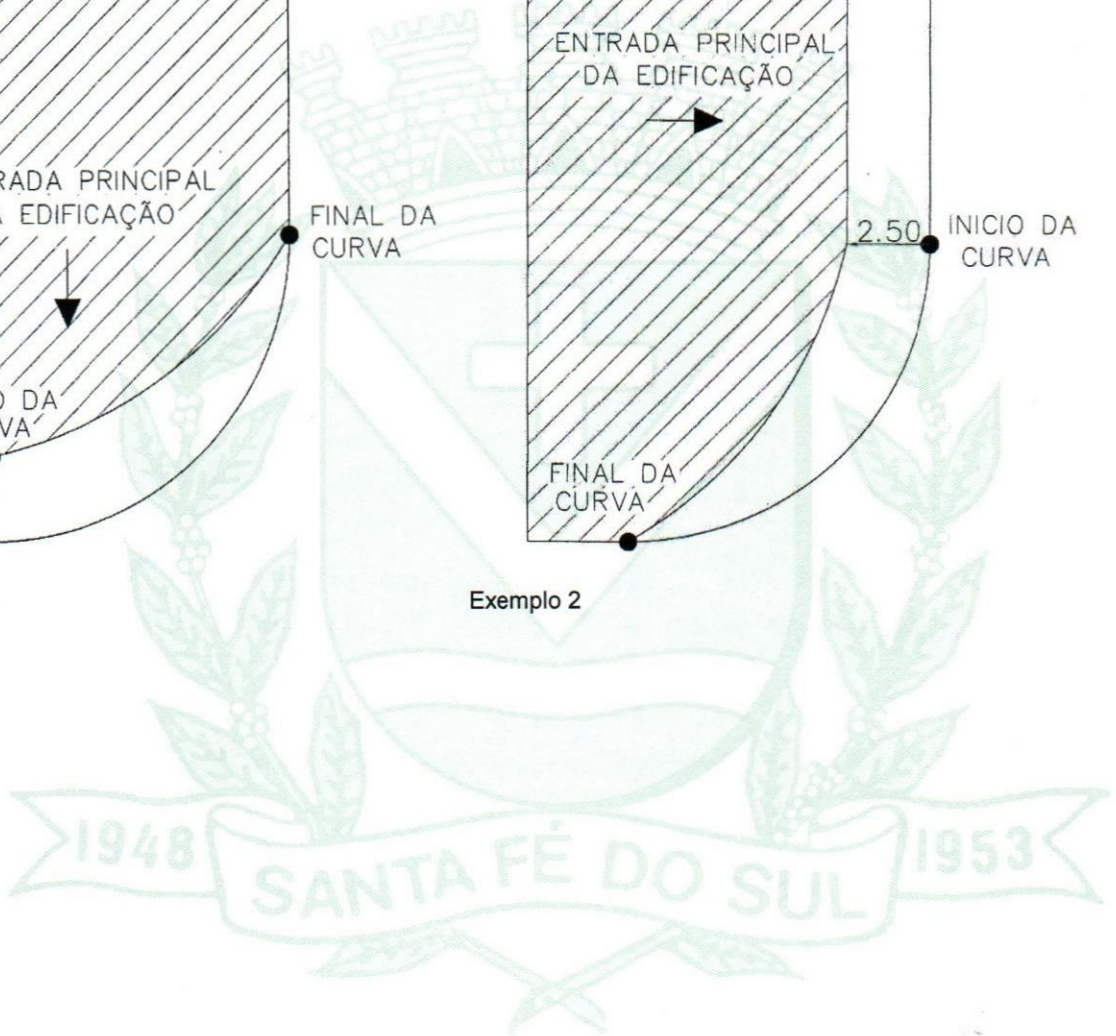 ENTRADA PRINCIPAL
DA EDIFICAÇÃO
RADA PRINCIPAL
EDIFICAÇÃO
FINAL DA
CURVA
2.50
INICIO DA
CURVA
DA
VA
FINAL DA
CURVA
Exemplo 2
1948
SANTA FÉ DO SUL
1953